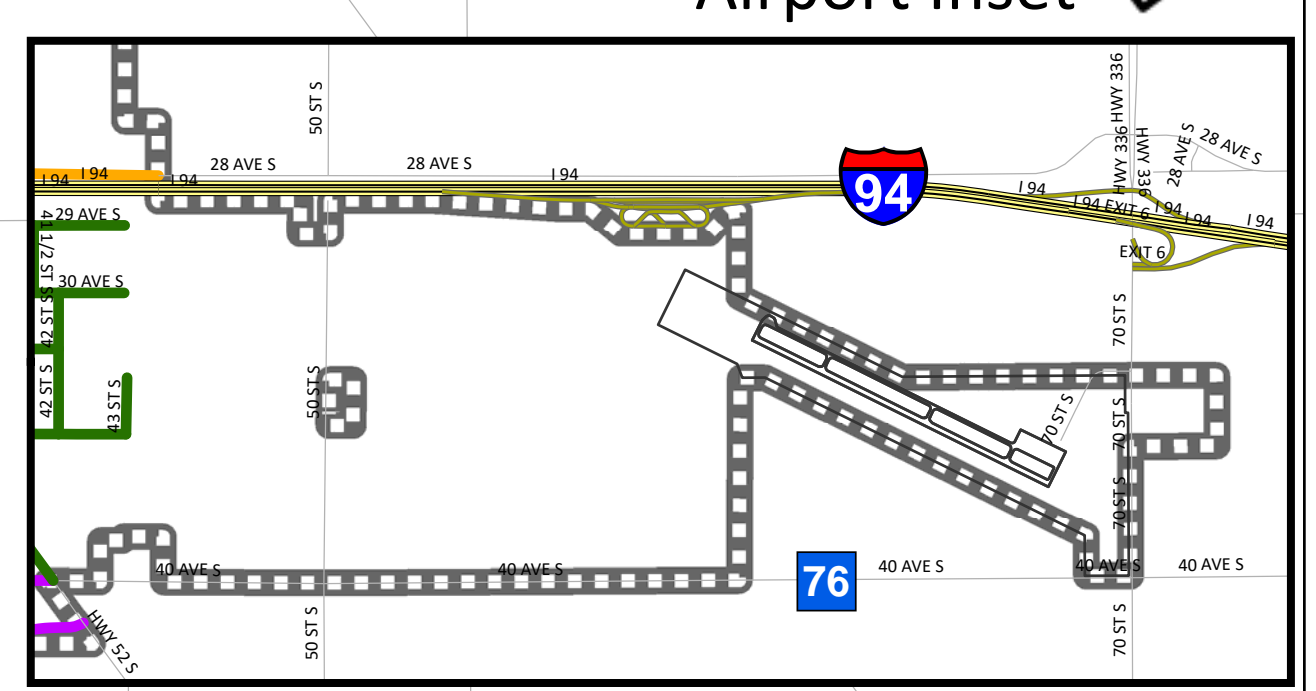 Airport Inset
HWY 336
50 ST S
28 AVE S
28 AVE S
I 94
HWY 336
HWY 336
28 AVE S
28 AVE S
I 94
I 94
I 94
94
I 94
I 94
EXIT 6
I 94
I 94
I 94
29 AVE S
41 1/2 ST S
EXIT 6
30 AVE S
42 ST S
70 ST S
42 ST S
43 ST S
50 ST S
70 ST S
70 ST S
70 ST S
40 AVE S
40 AVE S
76
40 AVE S
40 AVE S
40 AVE S
HWY 52 S
50 ST S
70 ST S